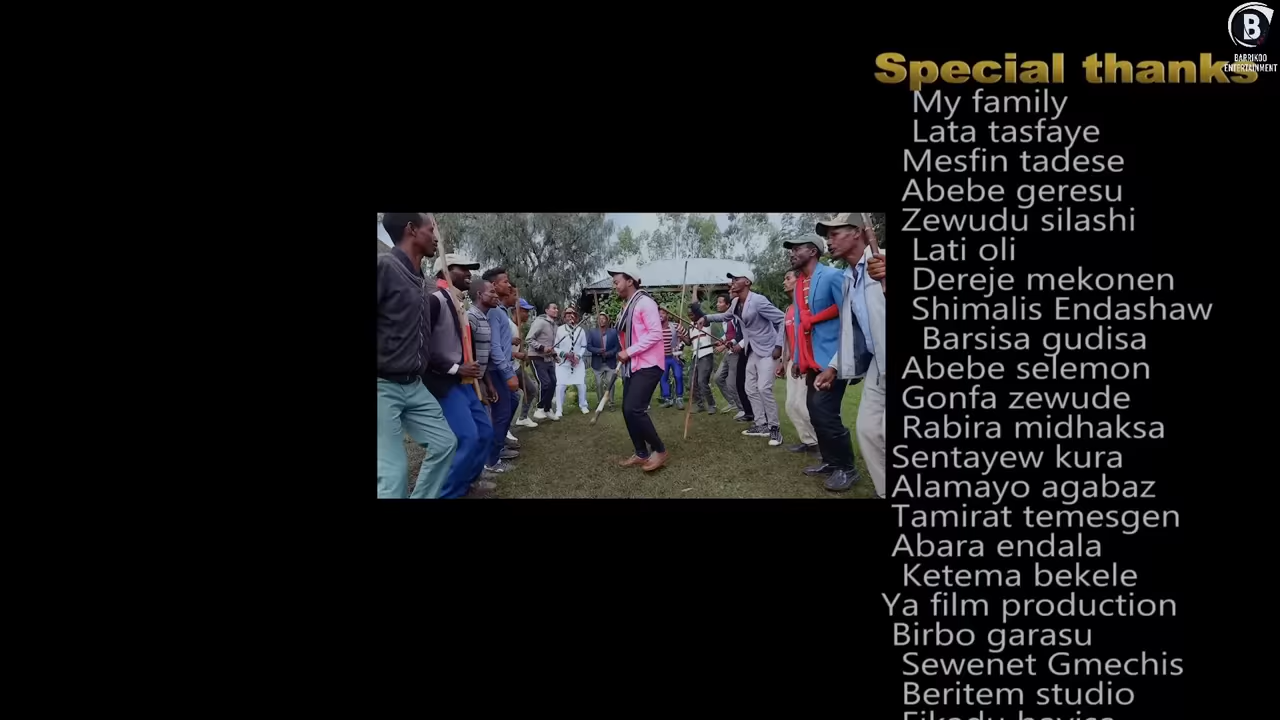 B
BARRIKOO
ENTERTAINMENT
Special thanks
My family
Lata tasfaye
Mesfin tadese
Abebe geresu
Zewudu silashi
Lati oli
Dereje mekonen
Shimalis Endashaw
Barsisa gudisa
Abebe selemon
Gonfa zewude
Rabira midhaksa
Sentayew kura
Alamayo agabaz
Tamirat temesgen
Abara endala
Ketema bekele
Ya film production
Birbo garasu
Sewenet Gmechis
Beritem studio